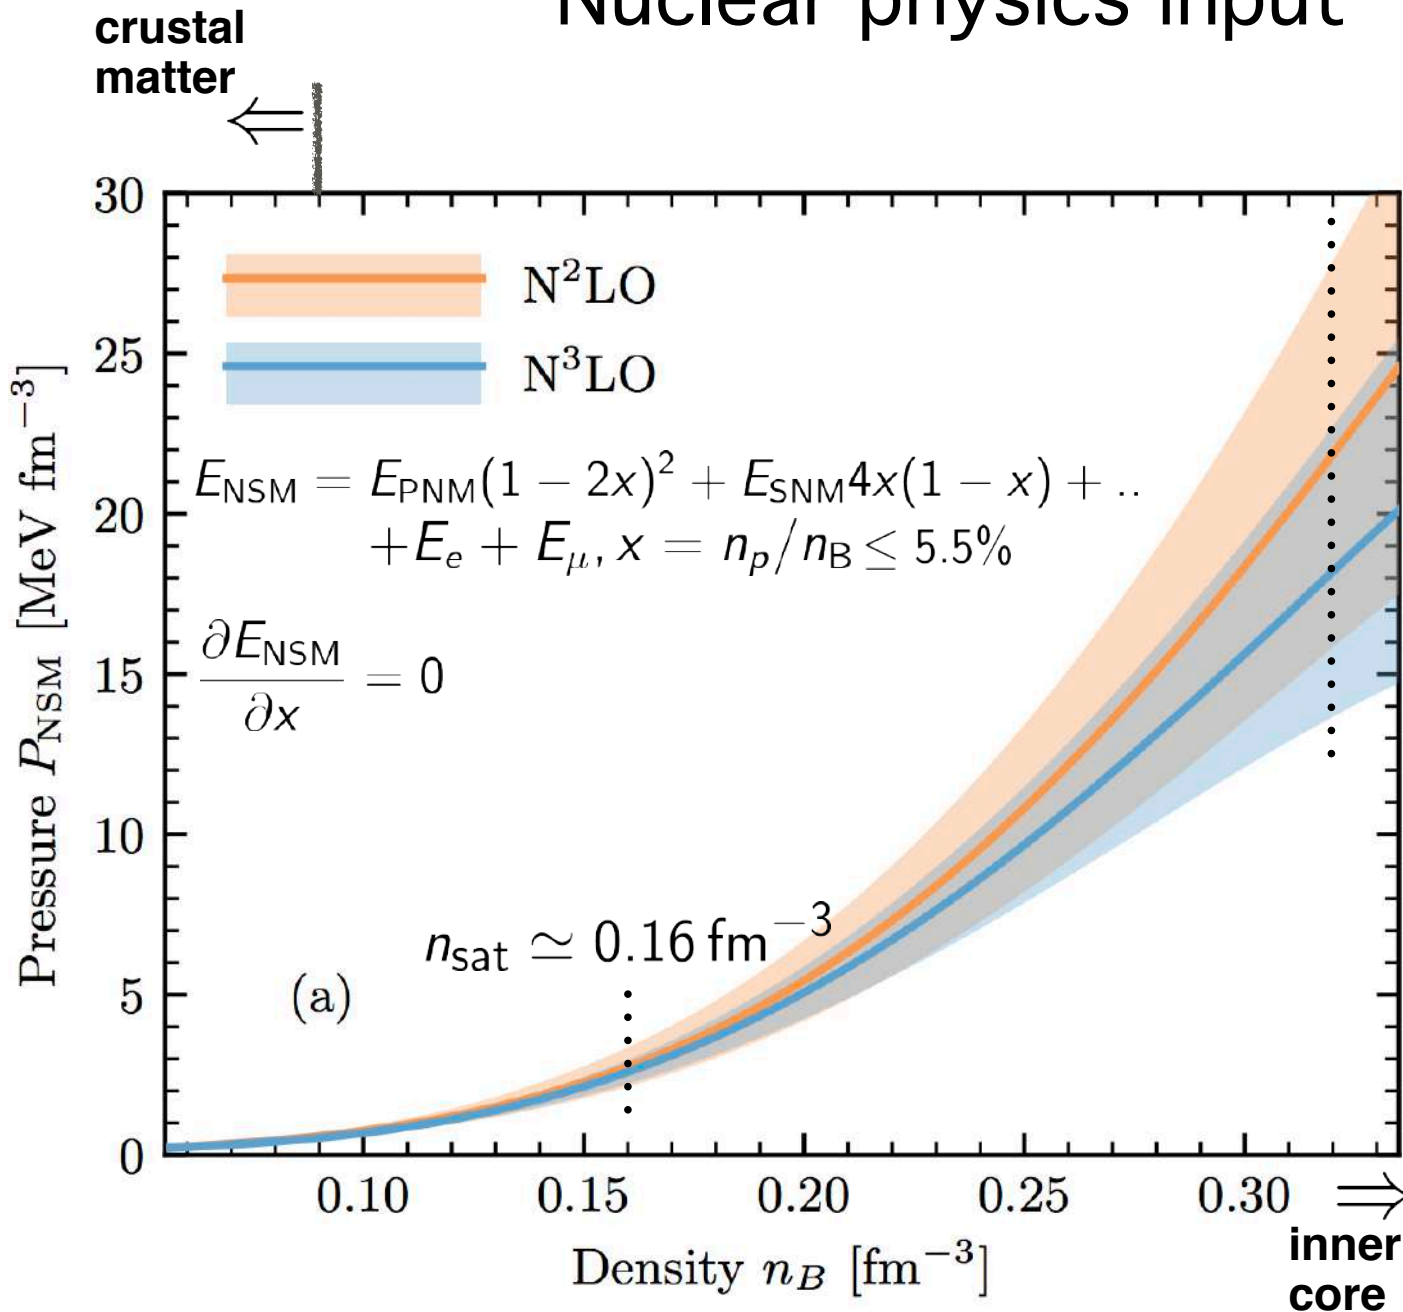 Nuclear physics input
crustal
matter
⇐
30
25
20
15
10
5
0
Pressure P_NSM [MeV fm⁻³]
N²LO
N³LO
E_NSM = E_PNM(1 − 2x)² + E_SNM4x(1 − x) + ..
+E_e + E_μ, x = n_p/n_B ≤ 5.5%
∂E_NSM/∂x = 0
n_sat ≃ 0.16 fm⁻³
(a)
0.10 0.15 0.20 0.25 0.30 ⇒
Density n_B [fm⁻³]
inner
core